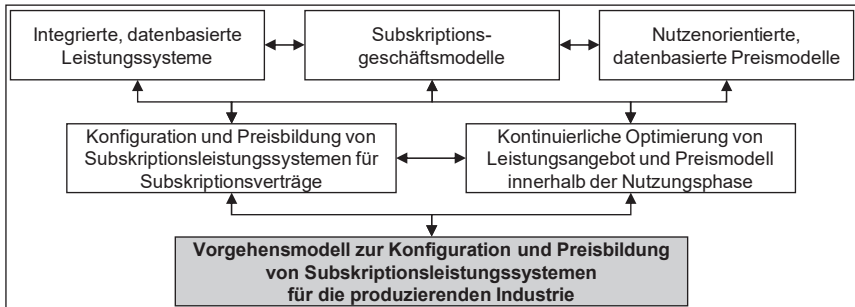 Integrierte, datenbasierte
Leistungssysteme
Subskriptions-
geschäftsmodelle
Nutzenorientierte,
datenbasierte Preismodelle
Konfiguration und Preisbildung von
Subskriptionsleistungssystemen für
Subskriptionsverträge
Kontinuierliche Optimierung von
Leistungsangebot und Preismodell
innerhalb der Nutzungsphase
Vorgehensmodell zur Konfiguration und Preisbildung
von Subskriptionsleistungssystemen
für die produzierenden Industrie